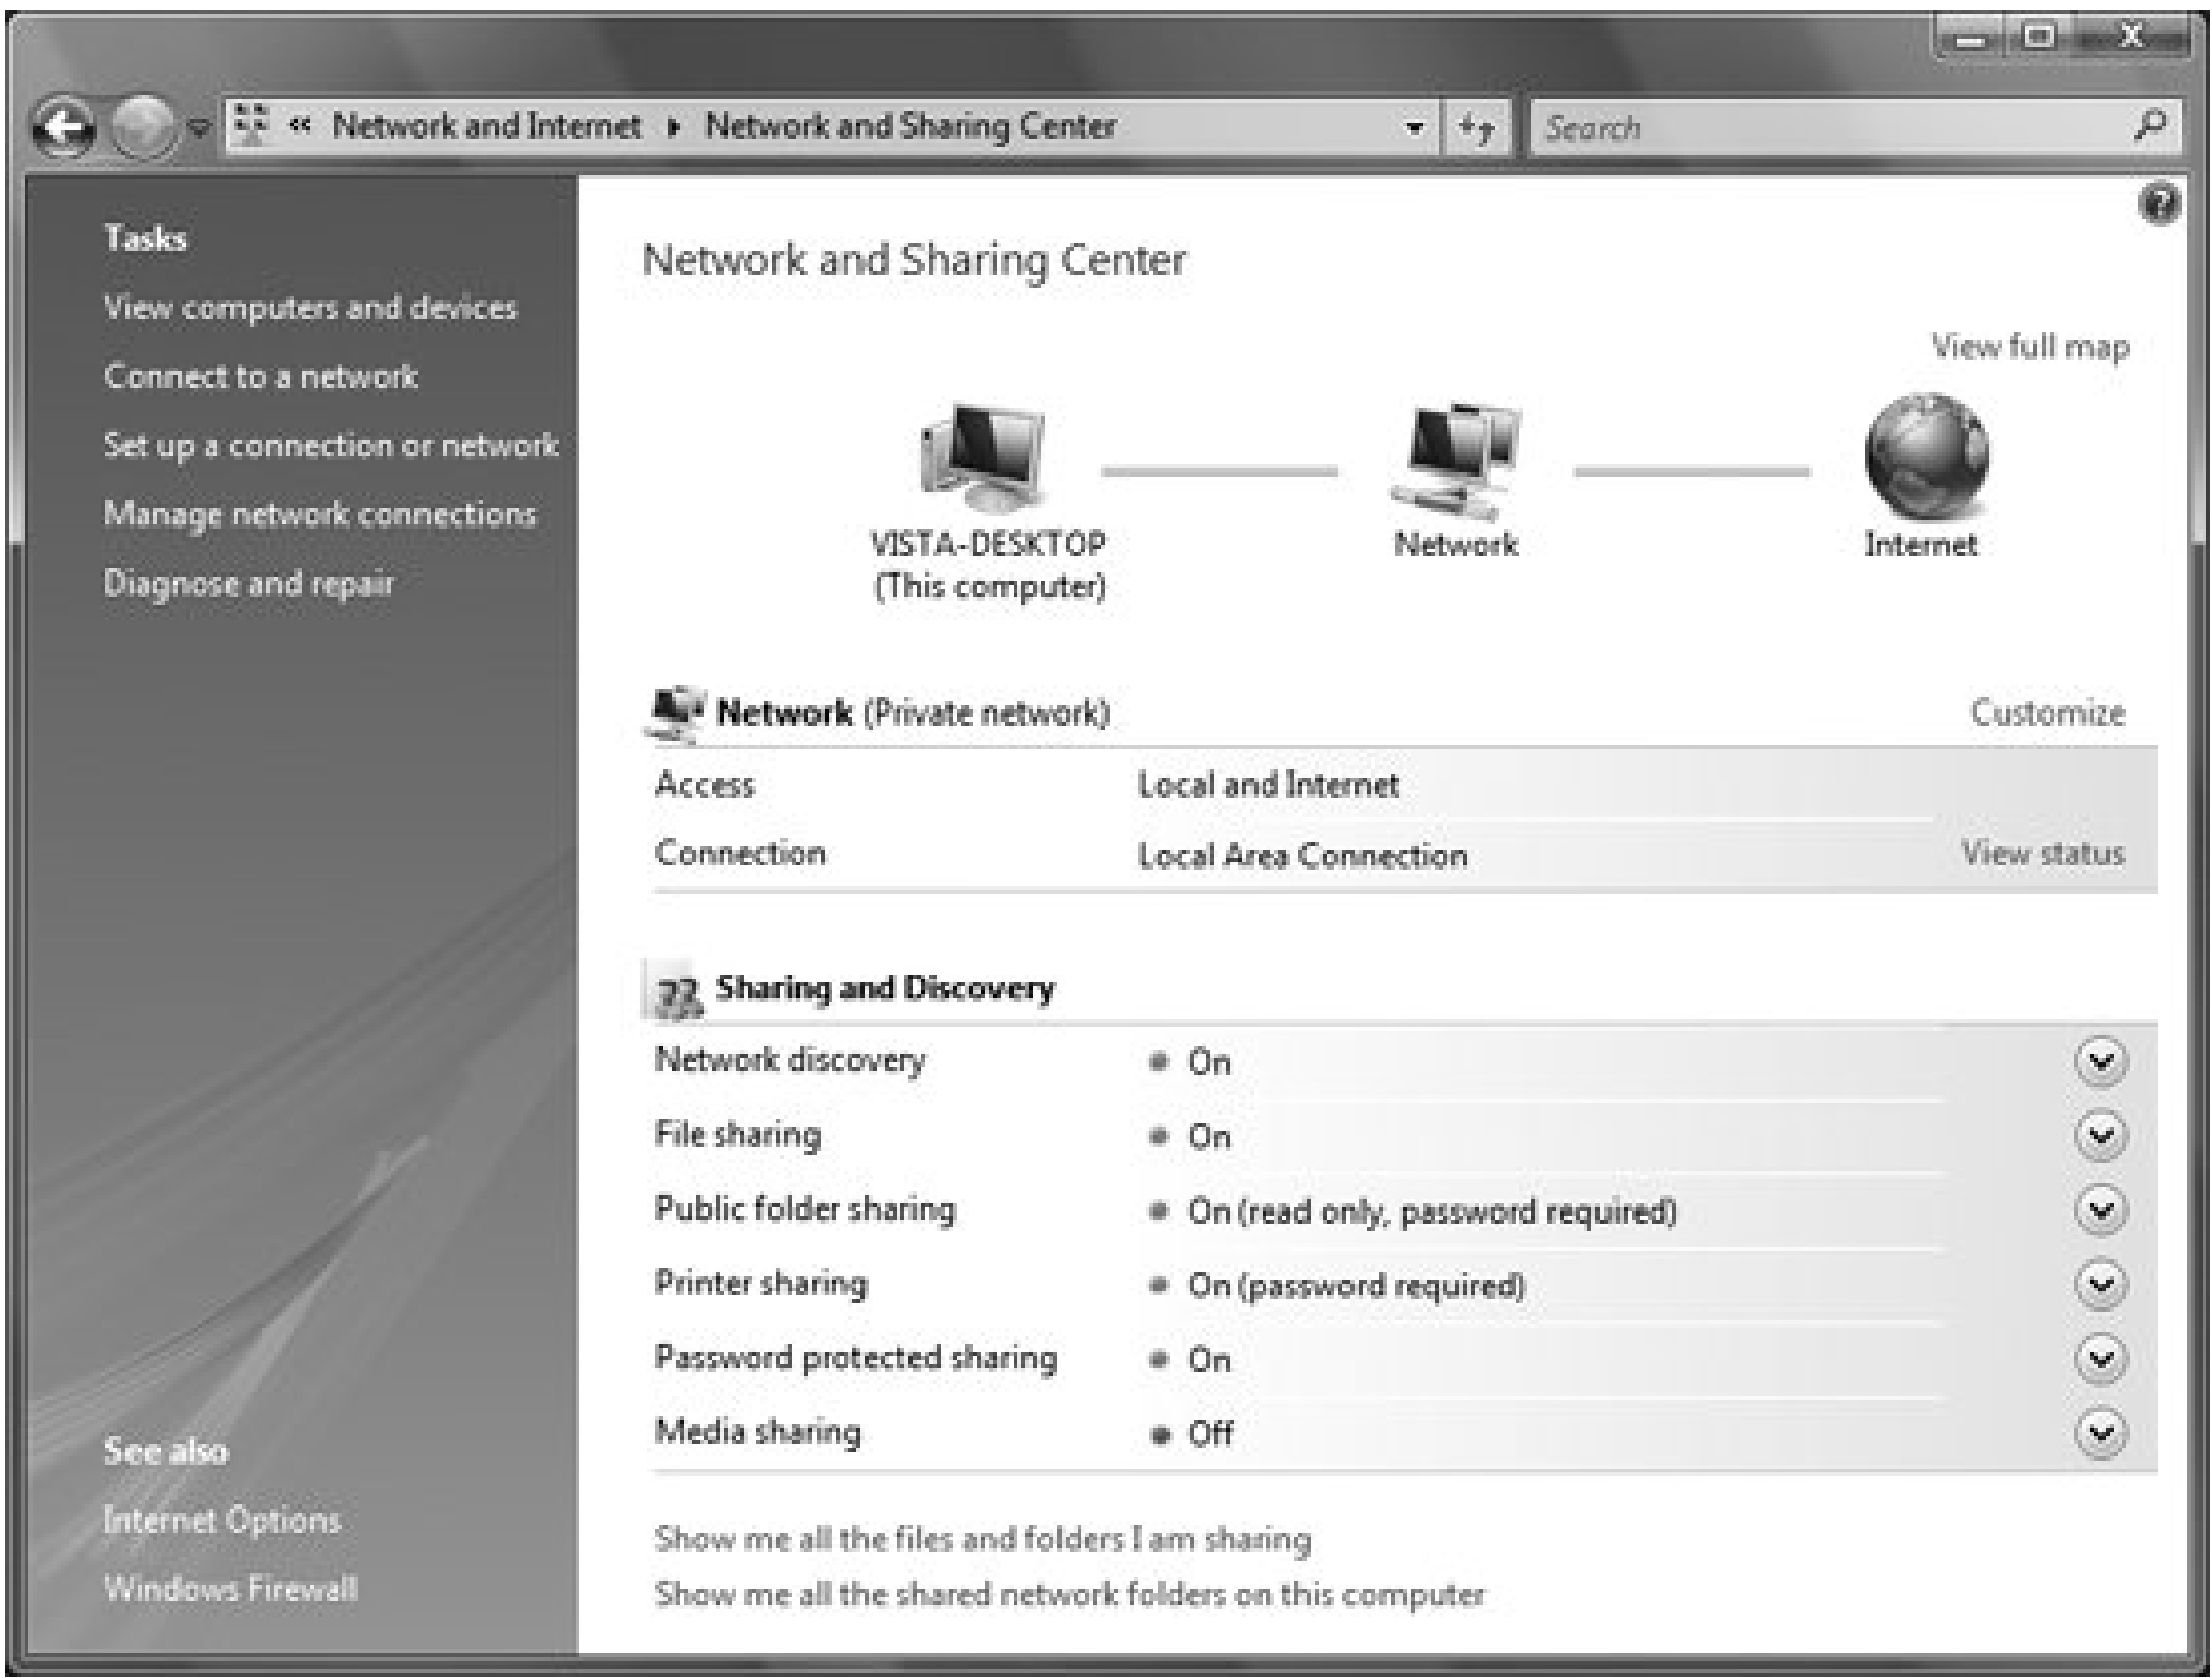 « Network and Internet ▸ Network and Sharing Center
Search
Tasks
View computers and devices
Connect to a network
Set up a connection or network
Manage network connections
Diagnose and repair
See also
Internet Options
Windows Firewall
Network and Sharing Center
View full map
VISTA-DESKTOP
(This computer)
Network
Internet
Network (Private network)
Customize
Access Local and Internet
Connection Local Area Connection View status
Sharing and Discovery
Network discovery On
File sharing On
Public folder sharing On (read only, password required)
Printer sharing On (password required)
Password protected sharing On
Media sharing Off
Show me all the files and folders I am sharing
Show me all the shared network folders on this computer